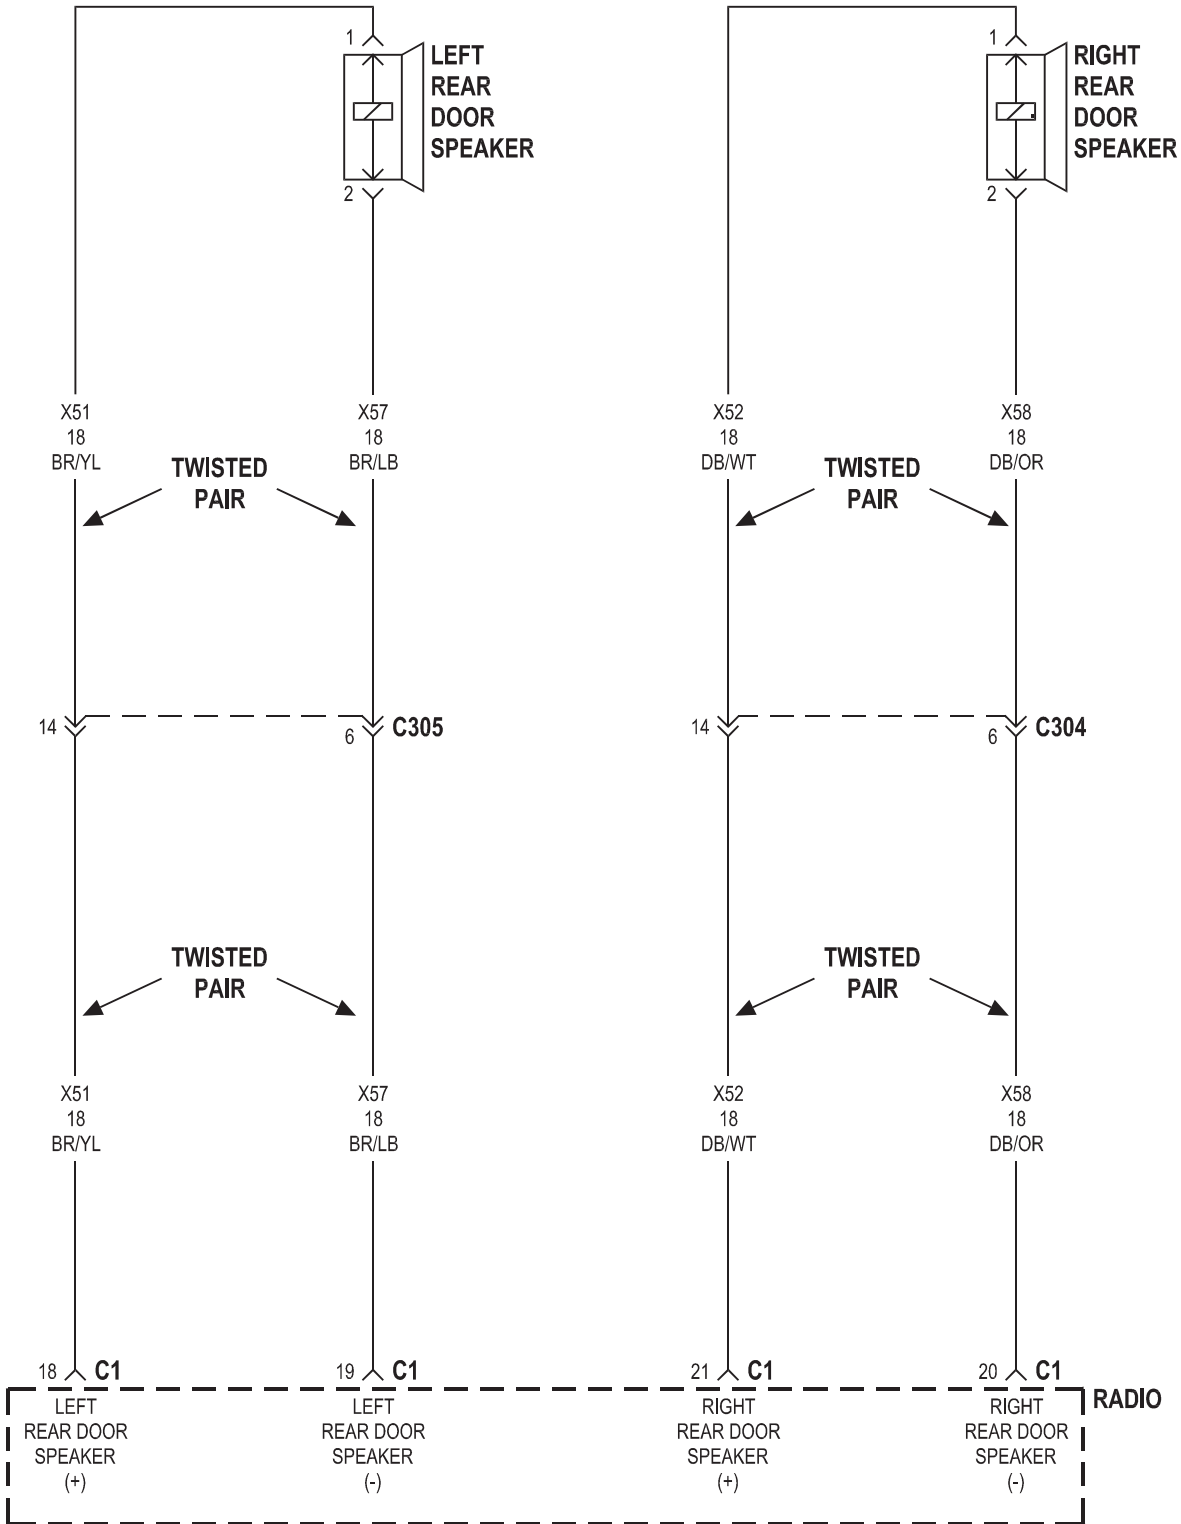 1
LEFT
REAR
DOOR
SPEAKER
2
1
RIGHT
REAR
DOOR
SPEAKER
2
X51
18
BR/YL
X57
18
BR/LB
X52
18
DB/WT
X58
18
DB/OR
TWISTED
PAIR
TWISTED
PAIR
14
6
C305
14
6
C304
TWISTED
PAIR
TWISTED
PAIR
X51
18
BR/YL
X57
18
BR/LB
X52
18
DB/WT
X58
18
DB/OR
18 C1
19 C1
21 C1
20 C1
RADIO
LEFT
REAR DOOR
SPEAKER
(+)
LEFT
REAR DOOR
SPEAKER
(-)
RIGHT
REAR DOOR
SPEAKER
(+)
RIGHT
REAR DOOR
SPEAKER
(-)